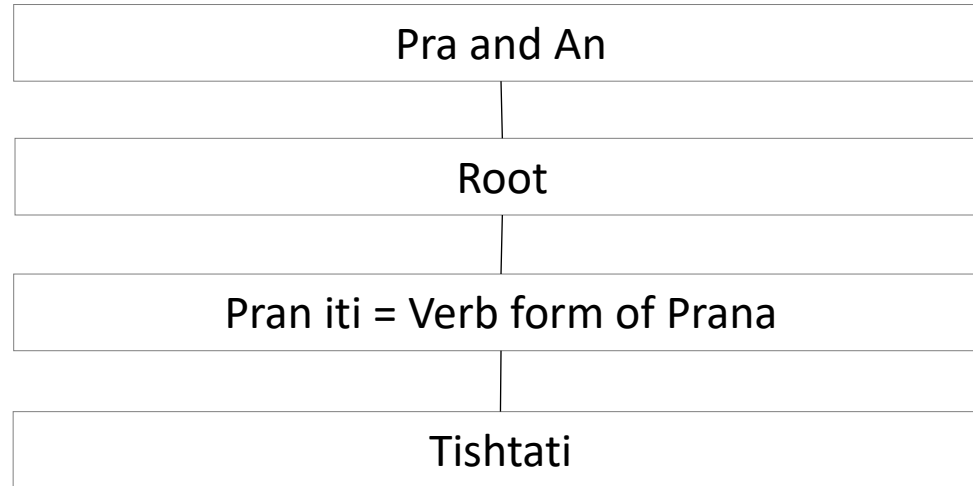 Pra and An
Root
Pran iti = Verb form of Prana
Tishtati